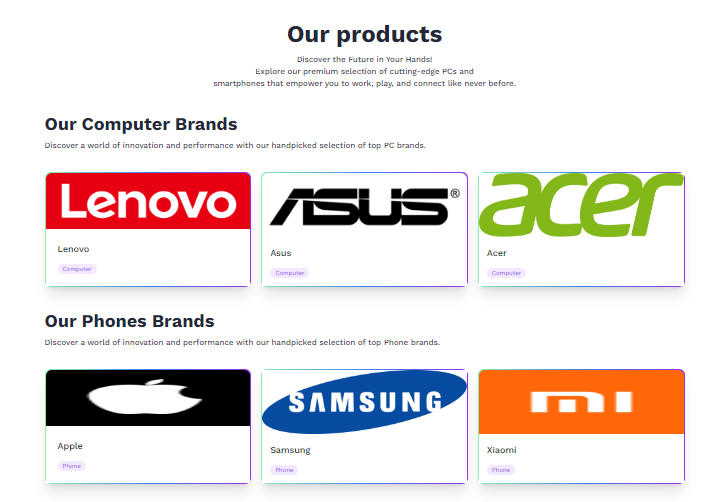 Our products
Discover the Future in Your Hands!
Explore our premium selection of cutting-edge PCs and
smartphones that empower you to work, play, and connect like never before.
Our Computer Brands
Discover a world of innovation and performance with our handpicked selection of top PC brands.
Lenovo
Lenovo
Computer
ASUS®
Asus
Computer
acer
Acer
Computer
Our Phones Brands
Discover a world of innovation and performance with our handpicked selection of top Phone brands.
Apple
Phone
SAMSUNG
Samsung
Phone
mi
Xiaomi
Phone